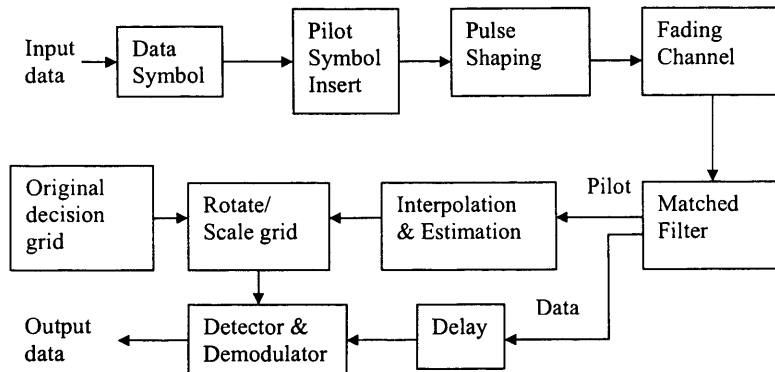 Input
data
Data
Symbol
Pilot
Symbol
Insert
Pulse
Shaping
Fading
Channel
Original
decision
grid
Rotate/
Scale grid
Interpolation
& Estimation
Pilot
Matched
Filter
Output
data
Detector &
Demodulator
Delay
Data